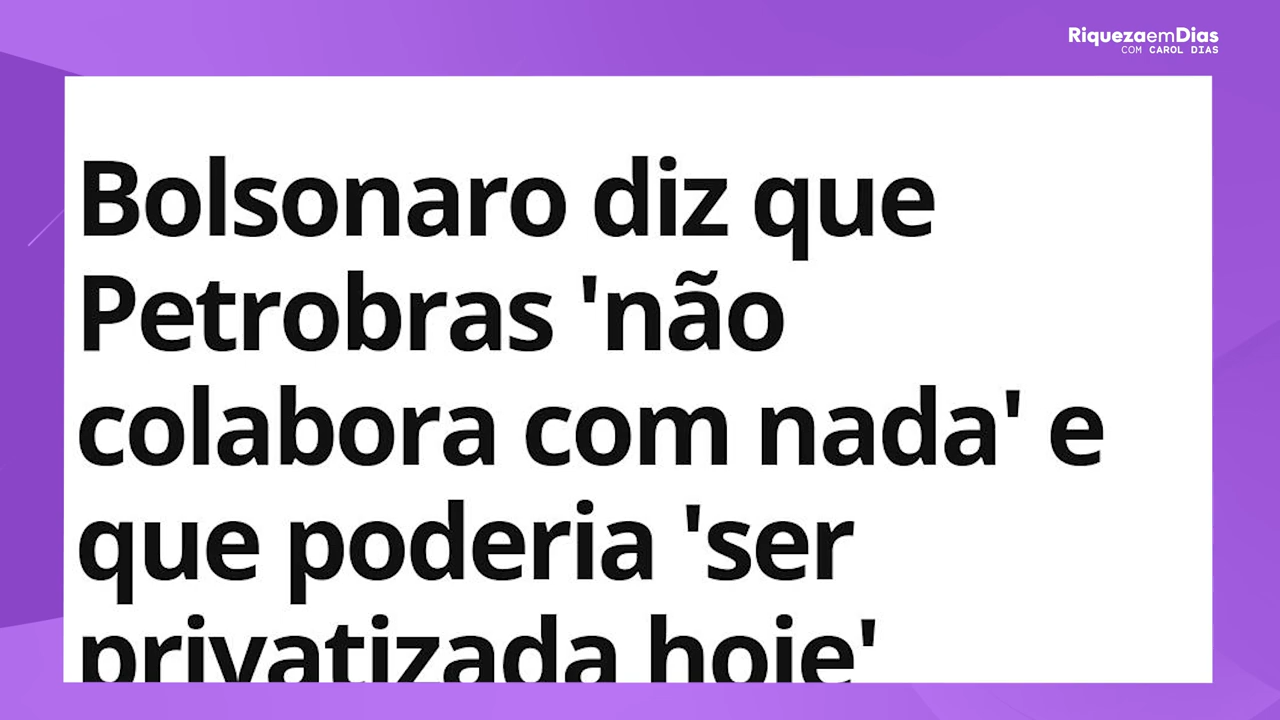 RiquezaemDias
COM CAROL DIAS
Bolsonaro diz que
Petrobras 'não
colabora com nada' e
que poderia 'ser
privatizada hoje'